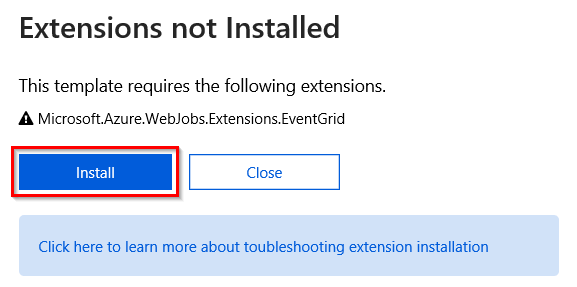 Extensions not Installed
This template requires the following extensions.
Microsoft.Azure.WebJobs.Extensions.EventGrid
Install
Close
Click here to learn more about toubleshooting extension installation